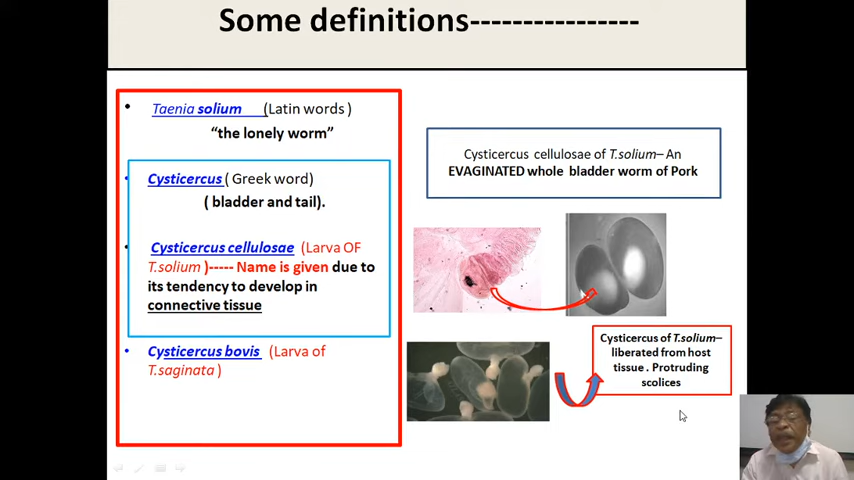 Some definitions---------------
• Taenia solium (Latin words )
"the lonely worm"
• Cysticercus ( Greek word)
( bladder and tail).
• Cysticercus cellulosae (Larva OF
T.solium )----- Name is given due to
its tendency to develop in
connective tissue
• Cysticercus bovis (Larva of
T.saginata )
Cysticercus cellulosae of T.solium– An
EVAGINATED whole bladder worm of Pork
Cysticercus of T.solium–
liberated from host
tissue . Protruding
scolices